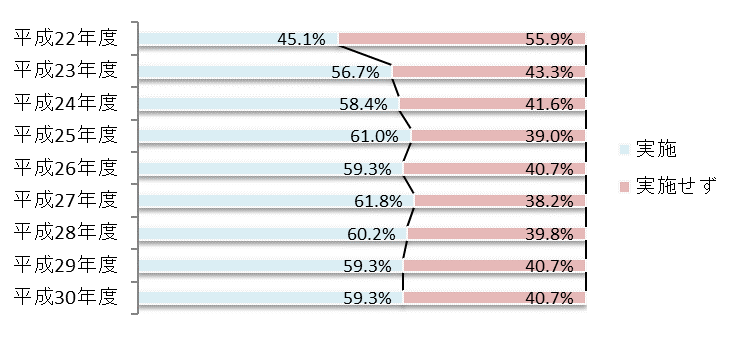 平成22年度 45.1% 55.9%
平成23年度 56.7% 43.3%
平成24年度 58.4% 41.6%
平成25年度 61.0% 39.0%
平成26年度 59.3% 40.7%
平成27年度 61.8% 38.2%
平成28年度 60.2% 39.8%
平成29年度 59.3% 40.7%
平成30年度 59.3% 40.7%
実施
実施せず